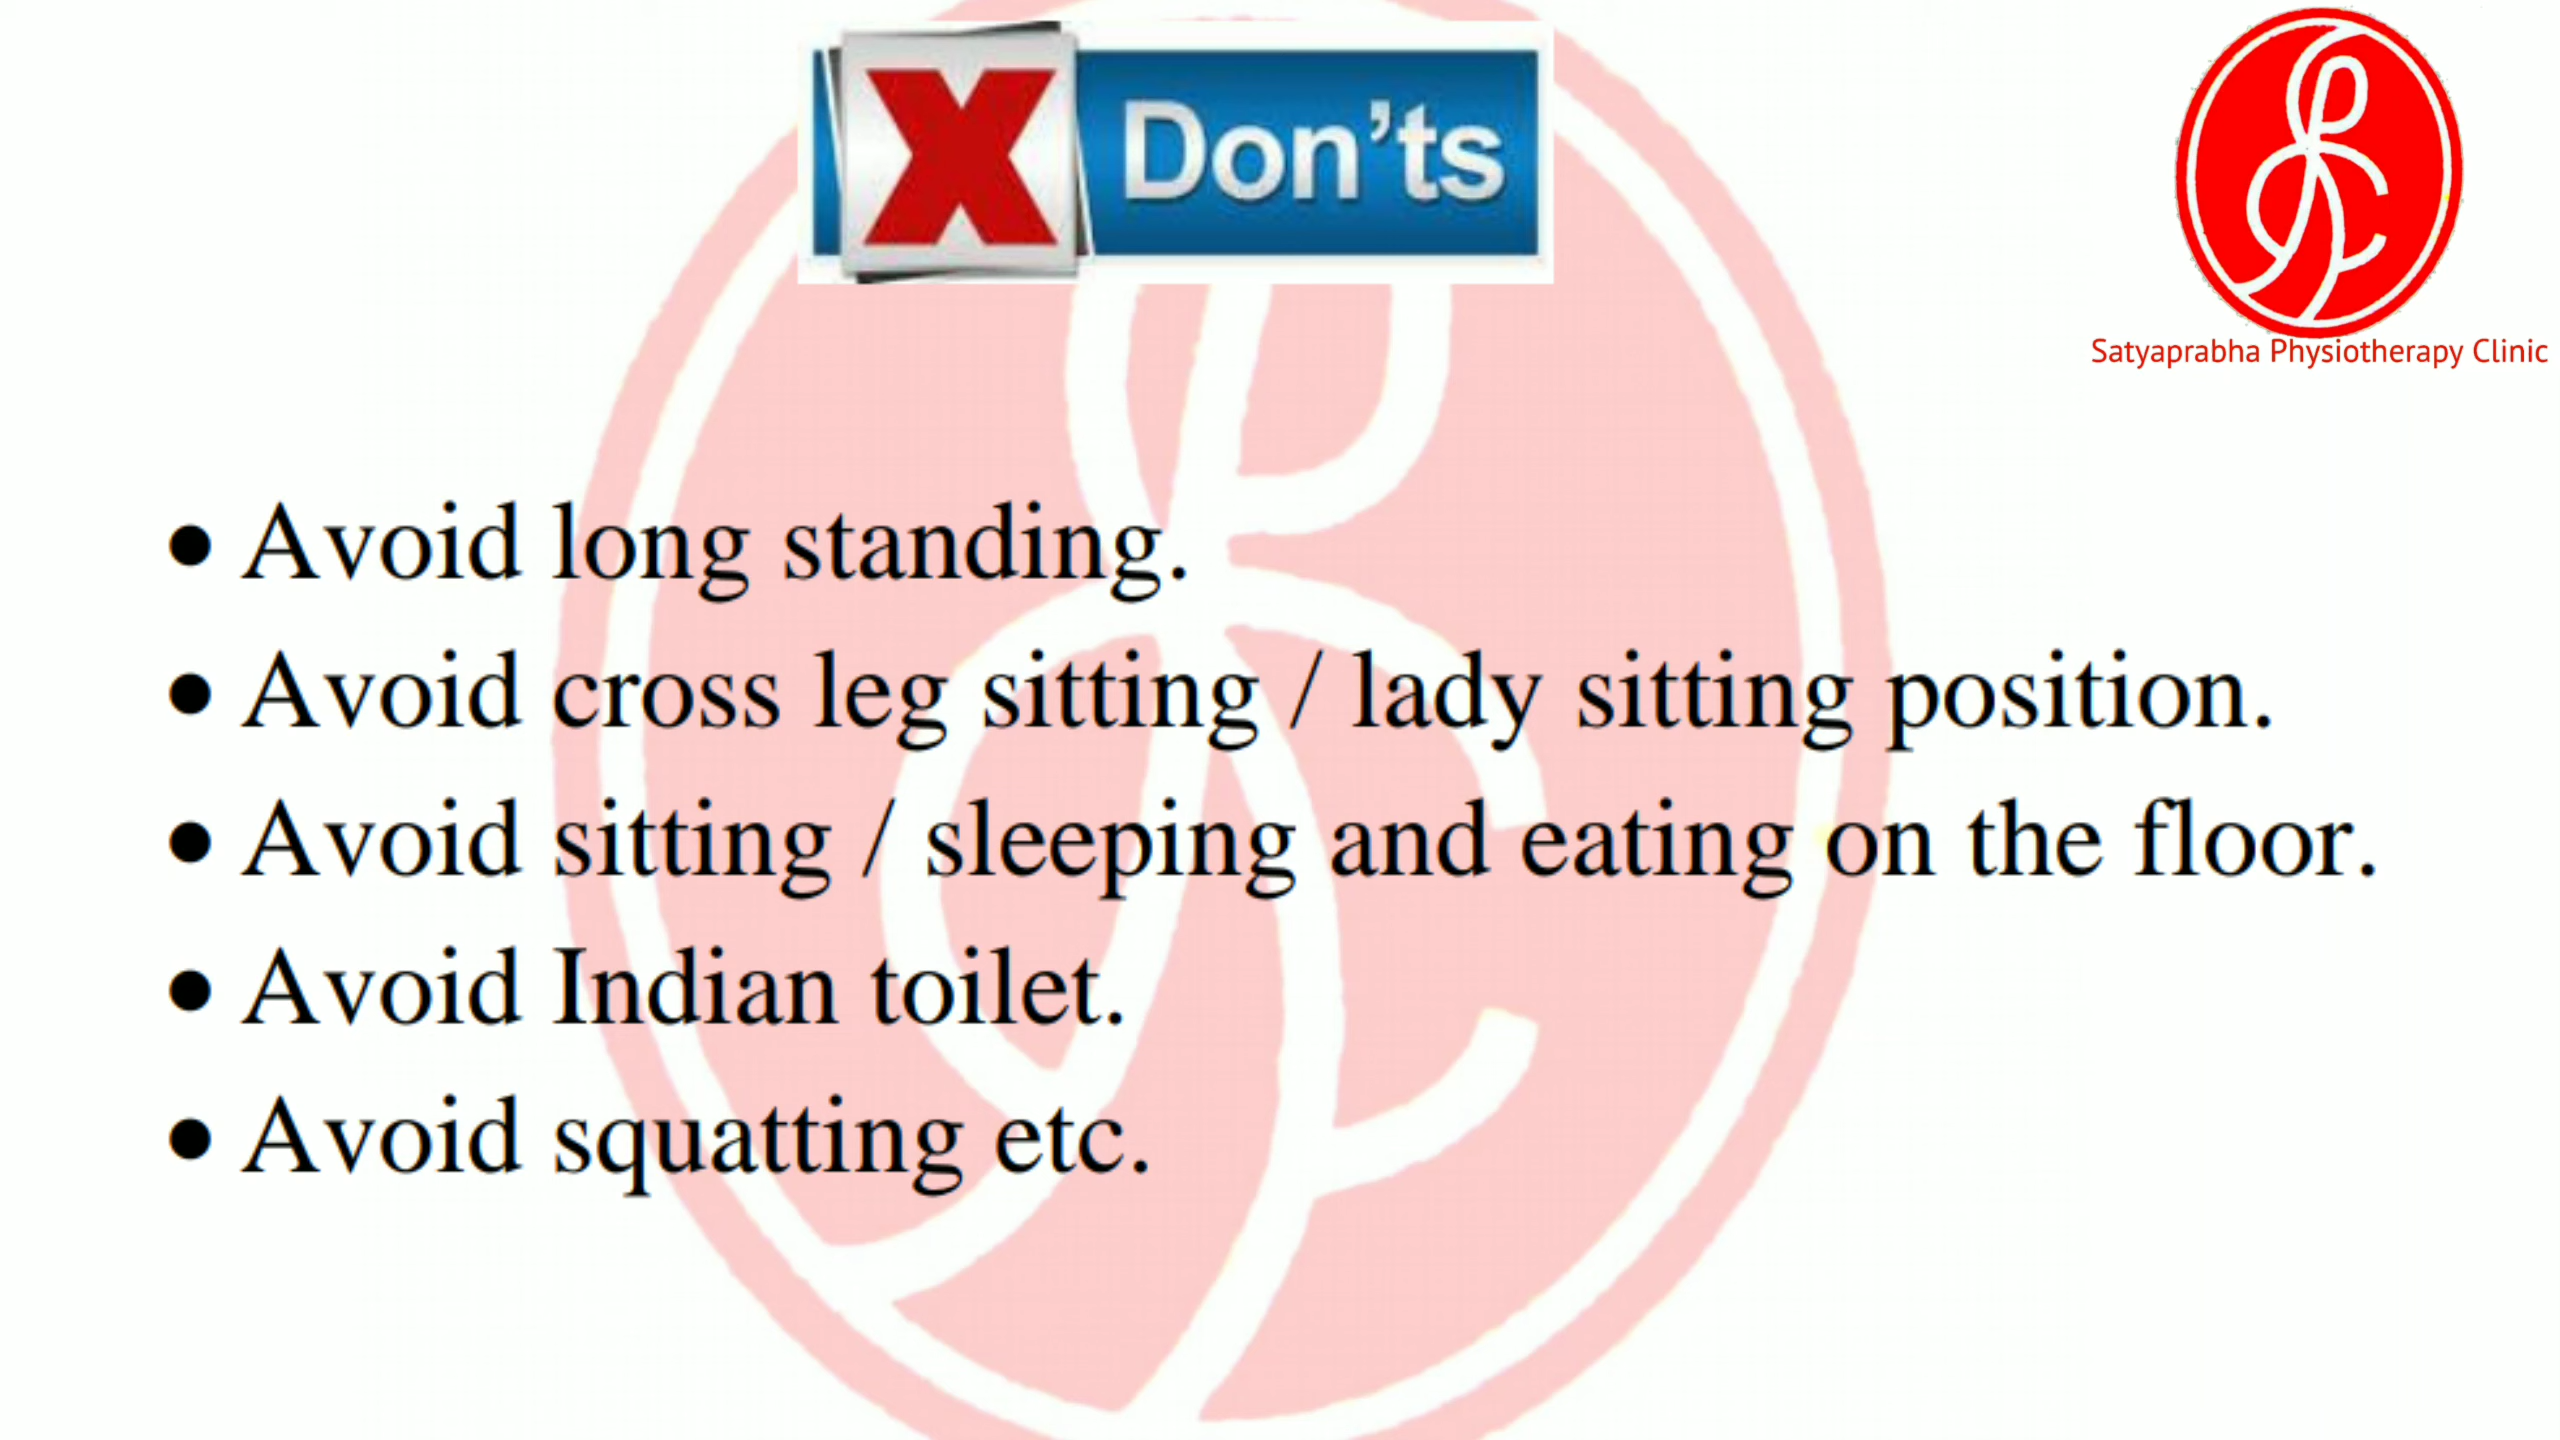 X Don'ts
Satyaprabha Physiotherapy Clinic
• Avoid long standing.
• Avoid cross leg sitting / lady sitting position.
• Avoid sitting / sleeping and eating on the floor.
• Avoid Indian toilet.
• Avoid squatting etc.